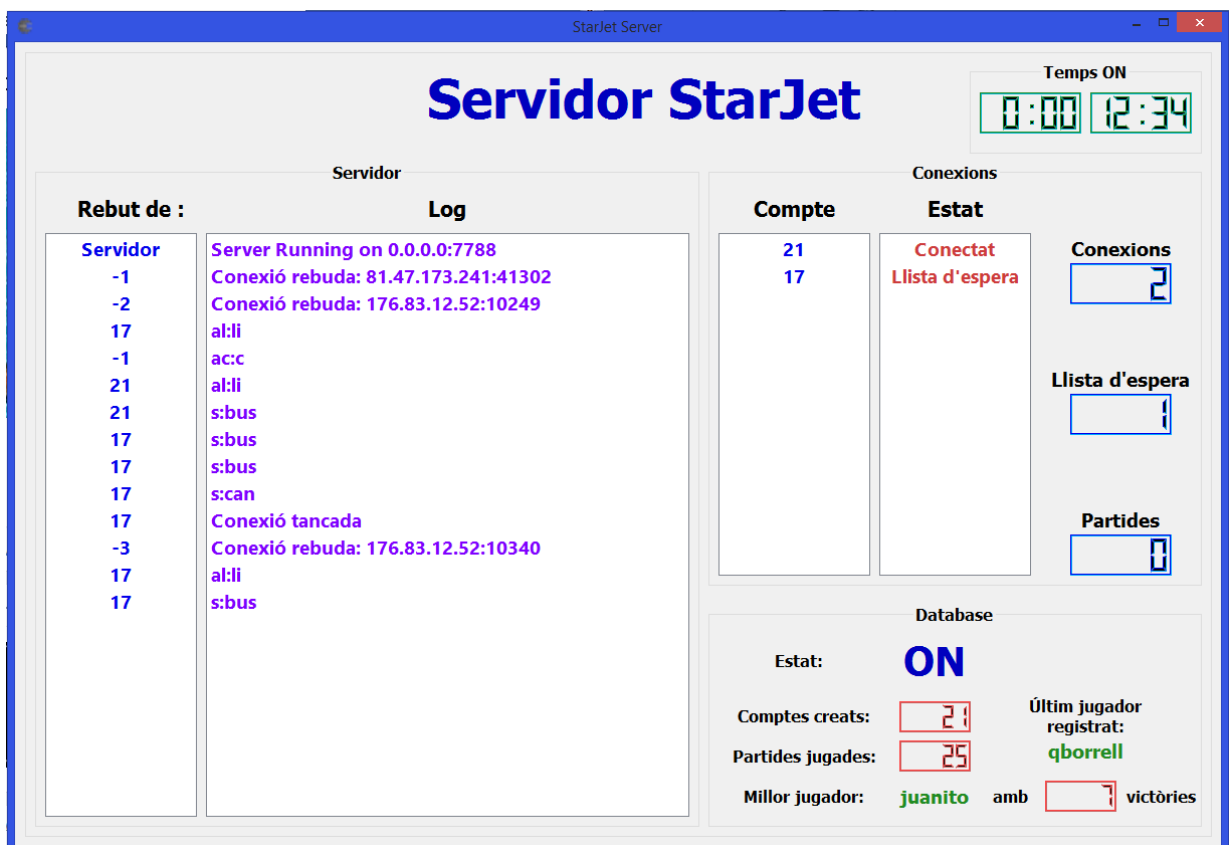 StarJet Server
Servidor StarJet
Temps ON
0:00 12:34
Servidor
Rebut de : Log
Servidor Server Running on 0.0.0.0:7788
-1 Conexió rebuda: 81.47.173.241:41302
-2 Conexió rebuda: 176.83.12.52:10249
17 al:li
-1 ac:c
21 al:li
21 s:bus
17 s:bus
17 s:bus
17 s:can
17 Conexió tancada
-3 Conexió rebuda: 176.83.12.52:10340
17 al:li
17 s:bus
Conexions
Compte Estat
21 Conectat
17 Llista d'espera
Conexions
2
Llista d'espera
1
Partides
0
Database
Estat: ON
Comptes creats: 21
Partides jugades: 25
Últim jugador
registrat:
qborrell
Millor jugador: juanito amb 7 victòries